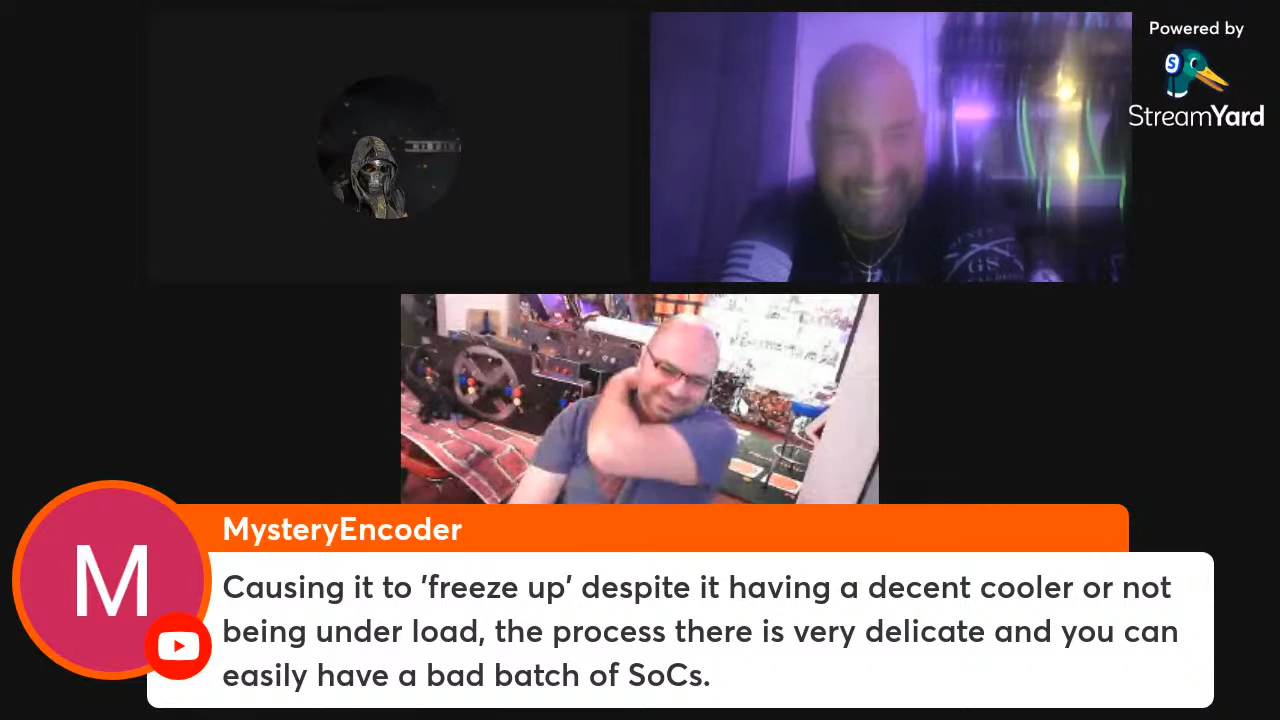 Powered by
StreamYard
GS
MysteryEncoder
M
Causing it to 'freeze up' despite it having a decent cooler or not
being under load, the process there is very delicate and you can
easily have a bad batch of SoCs.